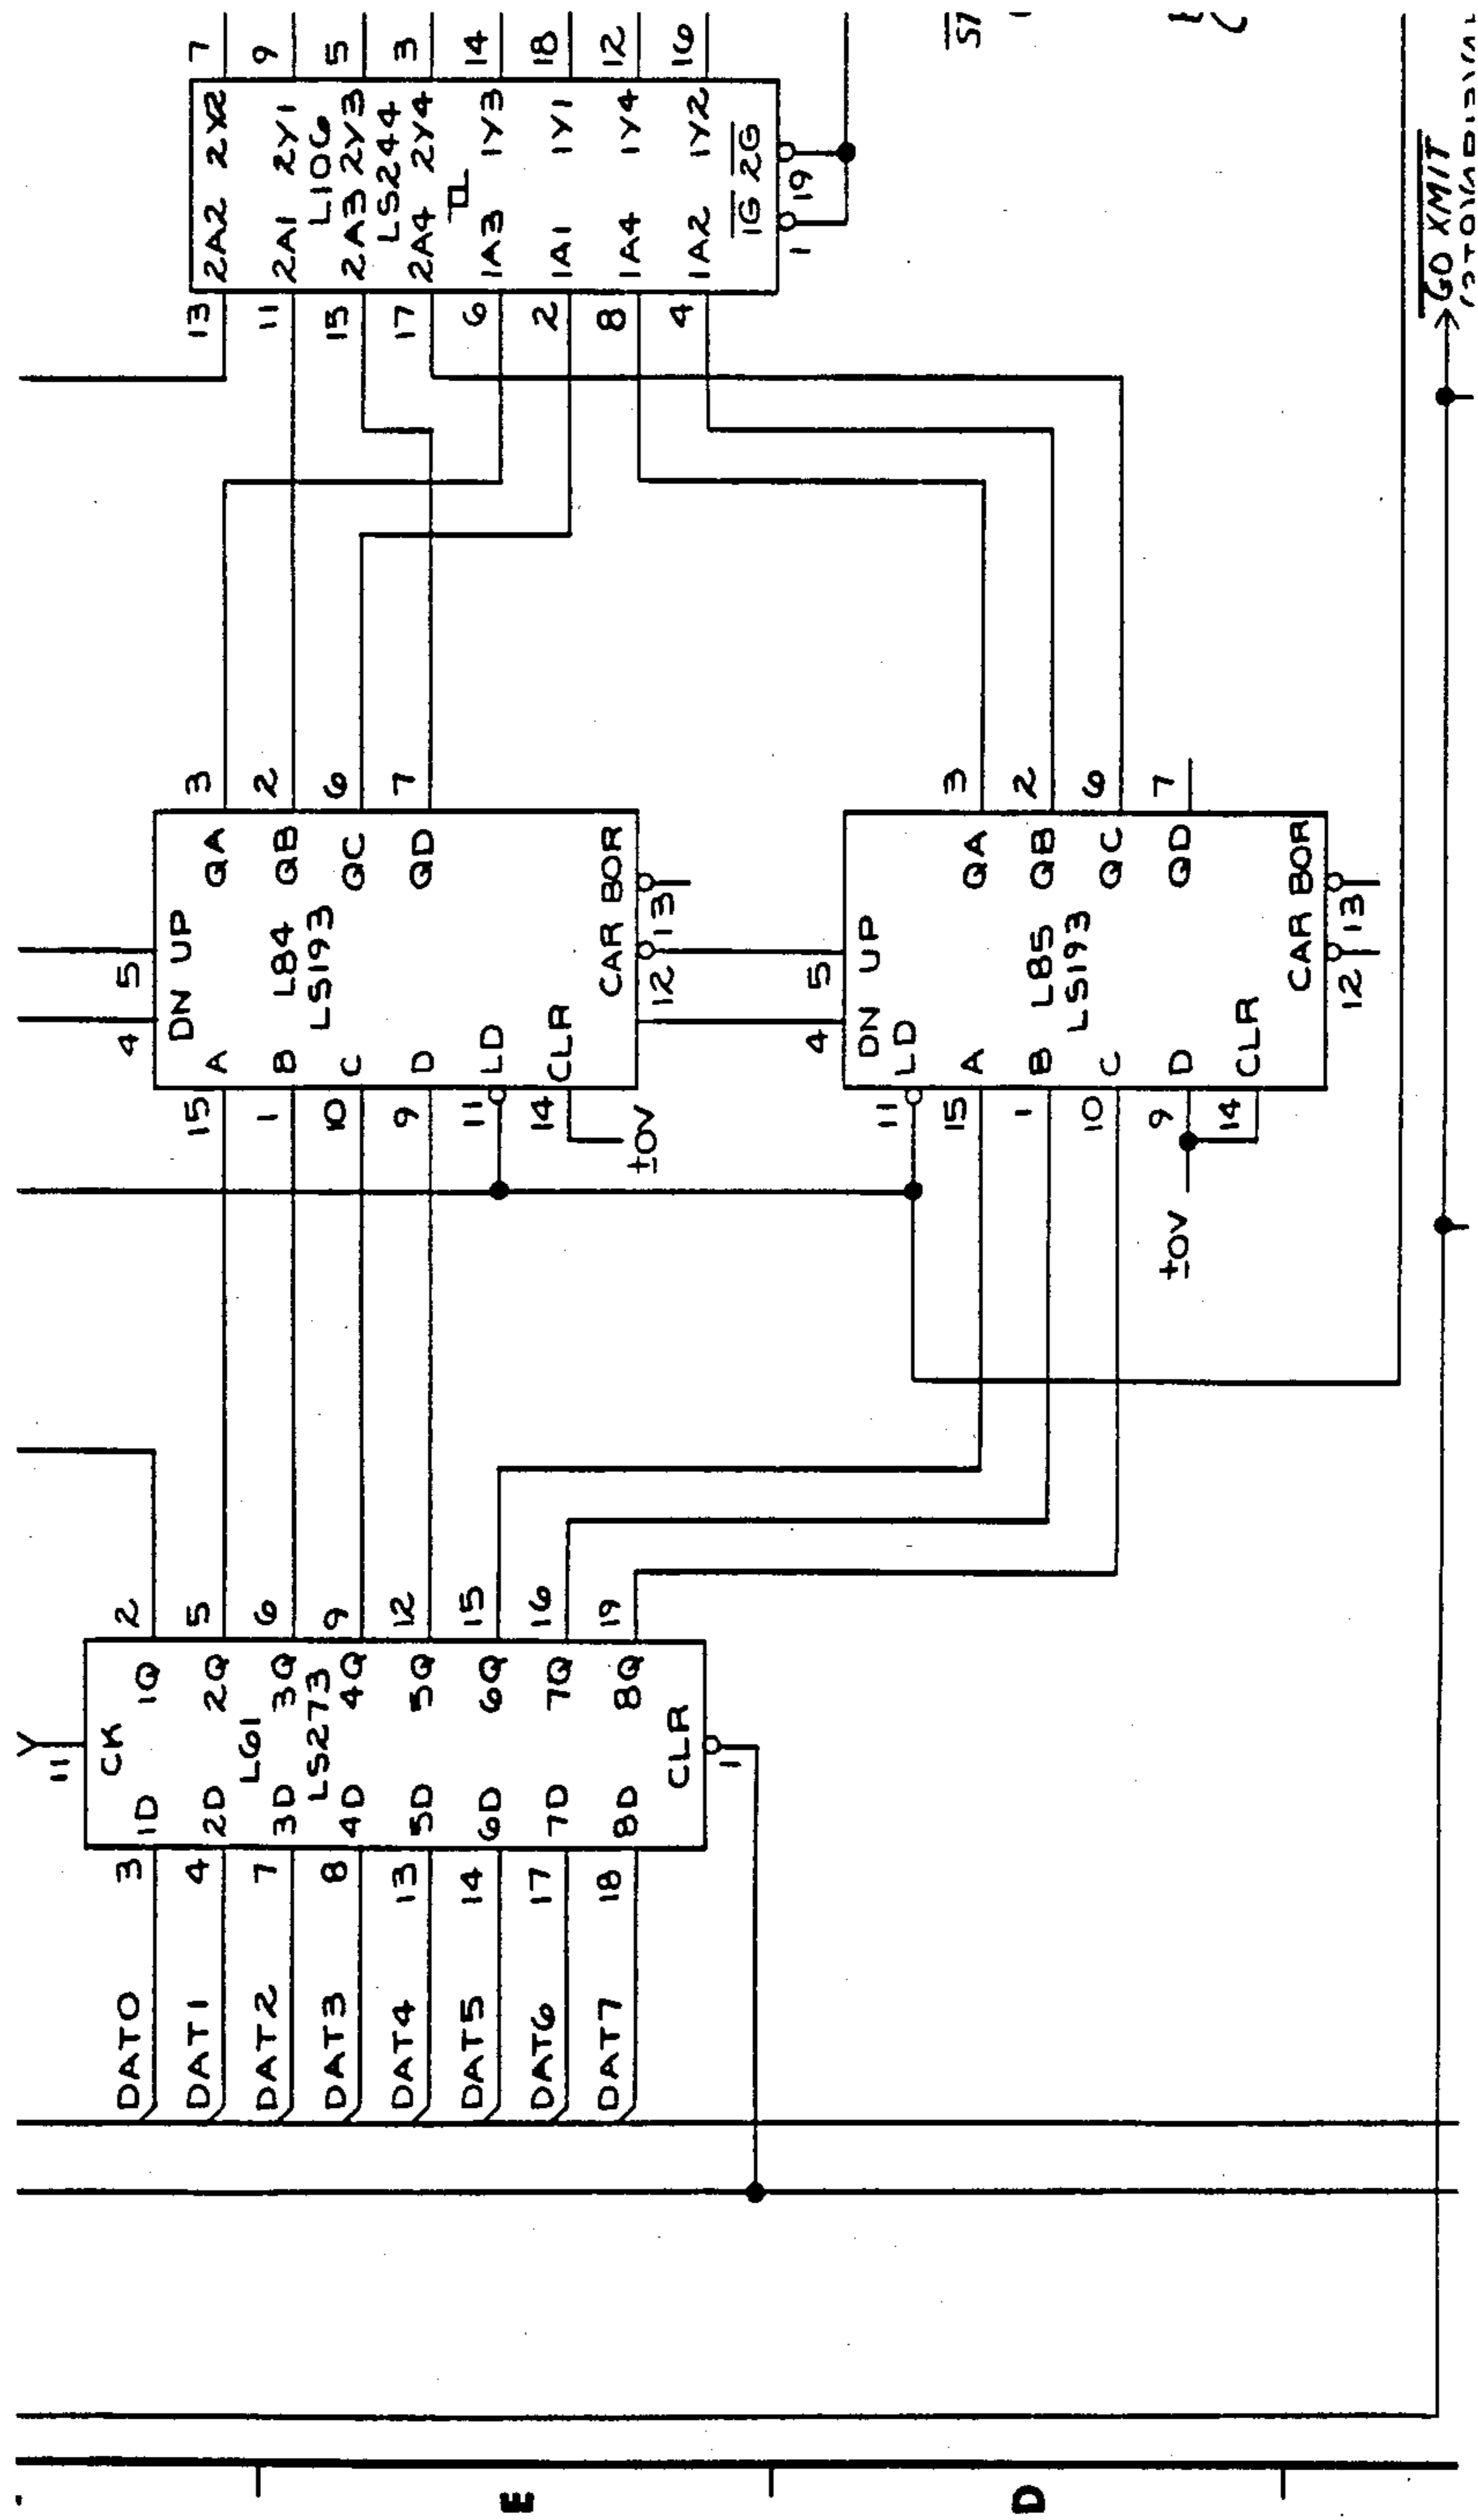 DAT0
DAT1
DAT2
DAT3
DAT4
DAT5
DAT6
DAT7
3
4
7
8
13
14
17
18
11
CK
1D 1Q
2D 2Q
L61
3D 3Q
LS273
4D 4Q
5D 5Q
6D 6Q
7D 7Q
8D 8Q
CLR
1
2
5
6
9
12
15
16
19
4 5
DN UP
15 A QA 3
1 B QB 2
L84
LS193
10 C QC 6
9 D QD 7
11 LD
14 CLR
CAR BOR
12 13
±0V
4 5
DN UP
11 LD
15 A QA 3
1 B QB 2
L85
LS193
10 C QC 6
9 D QD 7
14 CLR
CAR BOR
12 13
±0V
13 2A2 2Y2 7
11 2A1 2Y1 9
L106
15 2A3 2Y3 5
LS244
17 2A4 2Y4 3
6 1A3 1Y3 14
2 1A1 1Y1 18
8 1A4 1Y4 12
4 1A2 1Y2 16
1G 2G
1 19
GO XMIT
E
D